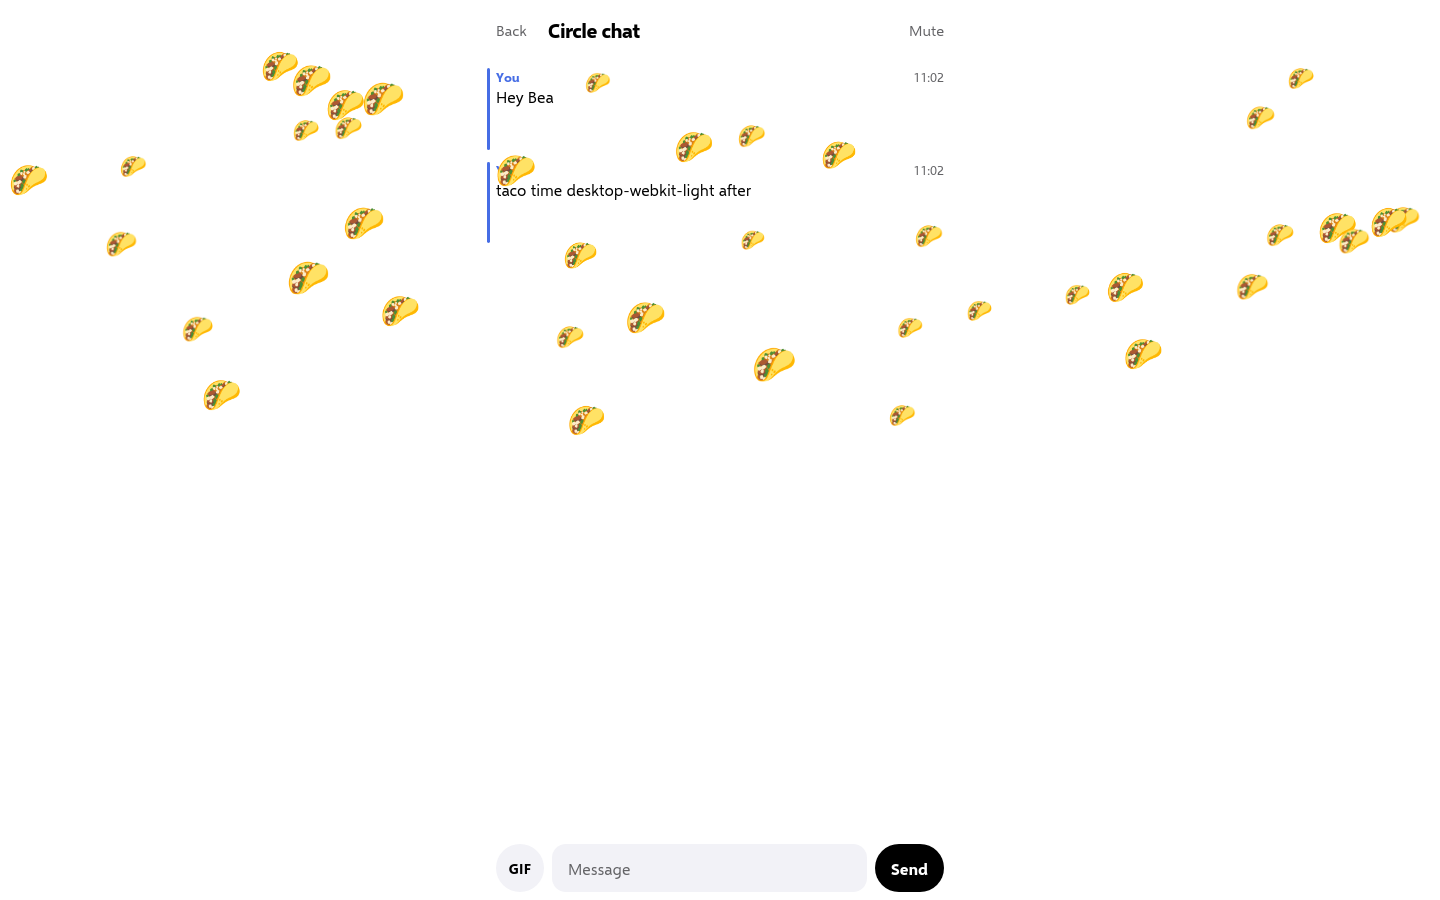 Back Circle chat Mute
You 11:02
Hey Bea
11:02
taco time desktop-webkit-light after
GIF Message Send